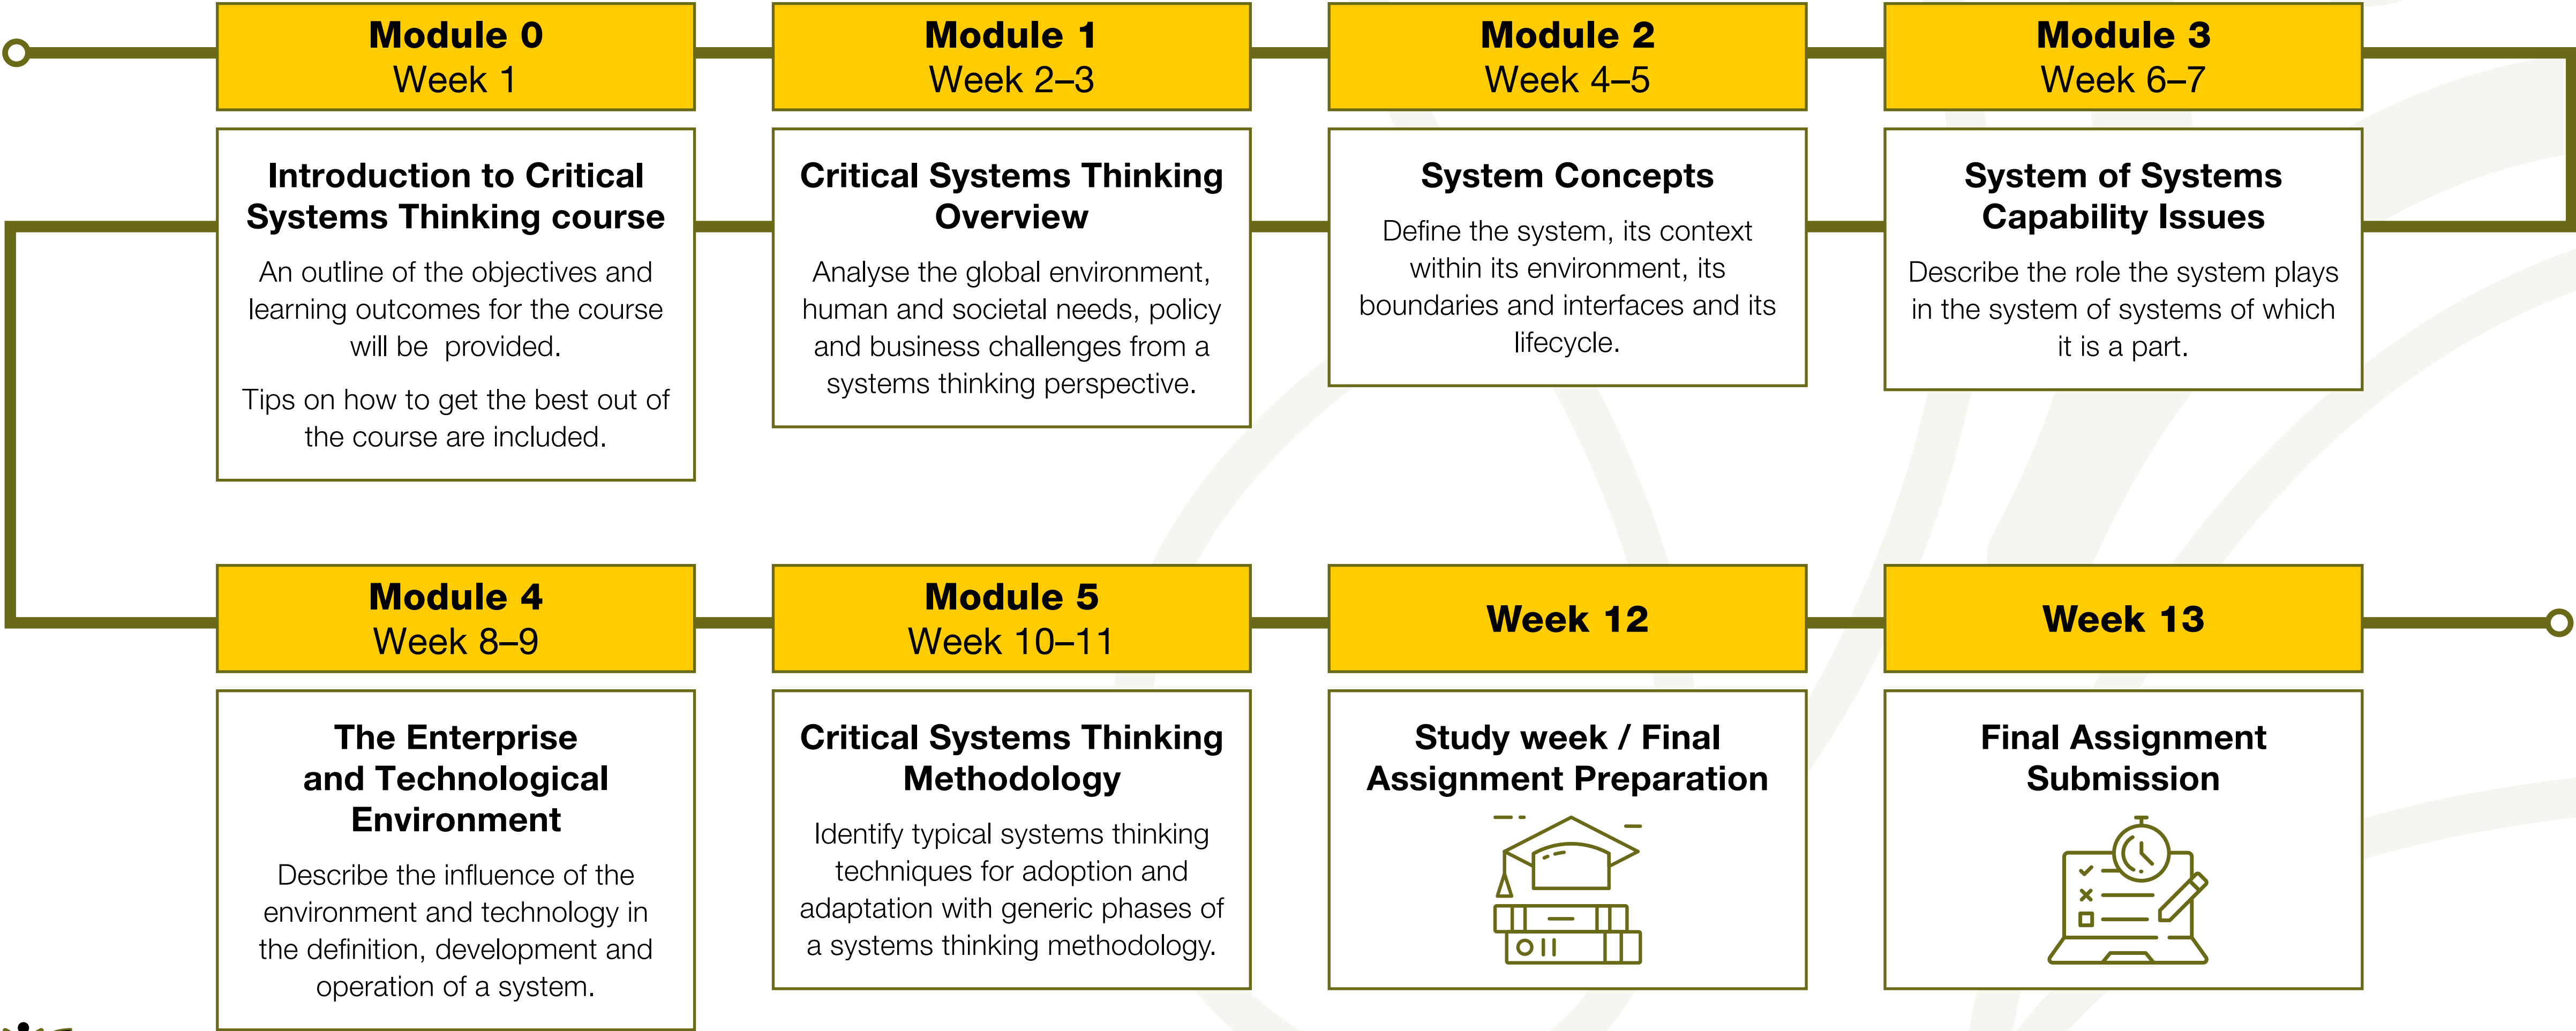 Module 0
Week 1
Introduction to Critical
Systems Thinking course
An outline of the objectives and
learning outcomes for the course
will be  provided.
Tips on how to get the best out of
the course are included.
Module 1
Week 2–3
Critical Systems Thinking
Overview
Analyse the global environment,
human and societal needs, policy
and business challenges from a
systems thinking perspective.
Module 2
Week 4–5
System Concepts
Define the system, its context
within its environment, its
boundaries and interfaces and its
lifecycle.
Module 3
Week 6–7
System of Systems
Capability Issues
Describe the role the system plays
in the system of systems of which
it is a part.
Module 4
Week 8–9
The Enterprise
and Technological
Environment
Describe the influence of the
environment and technology in
the definition, development and
operation of a system.
Module 5
Week 10–11
Critical Systems Thinking
Methodology
Identify typical systems thinking
techniques for adoption and
adaptation with generic phases of
a systems thinking methodology.
Week 12
Study week / Final
Assignment Preparation
Week 13
Final Assignment
Submission